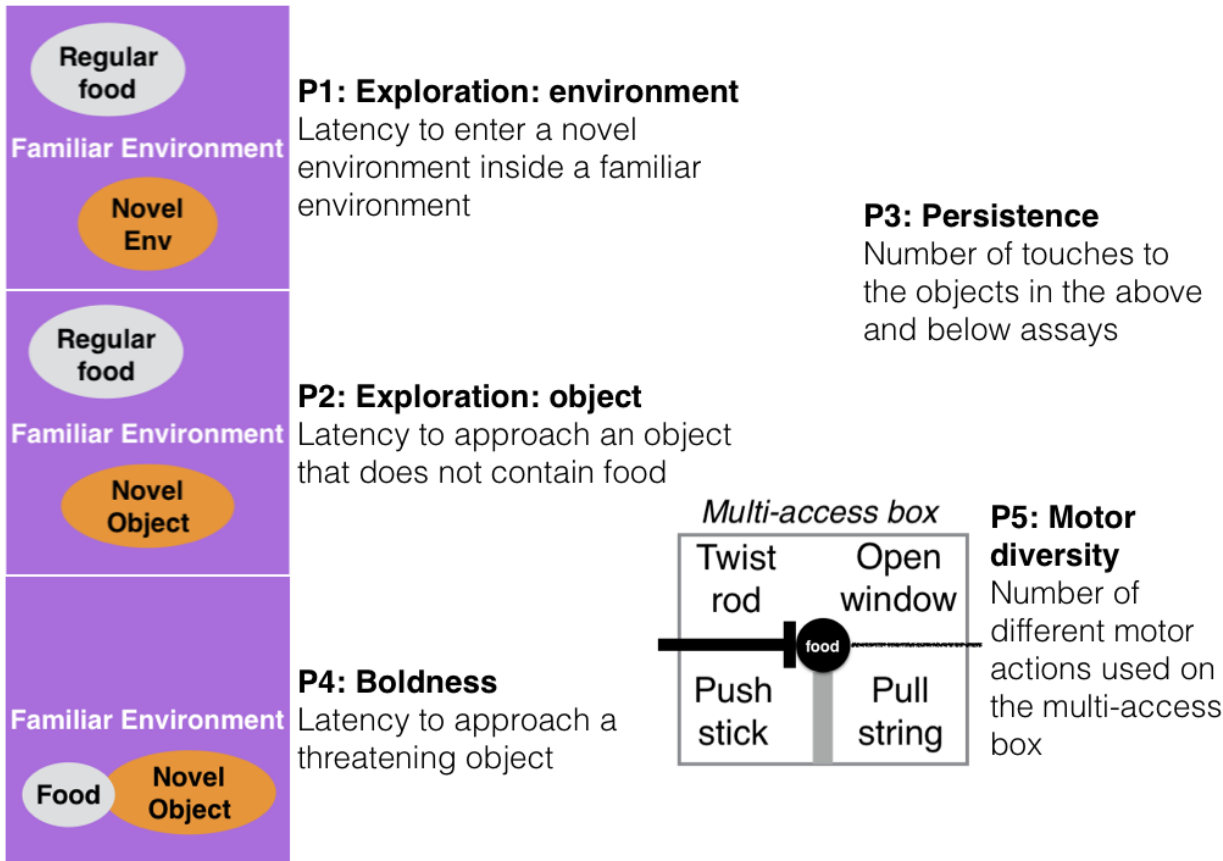 Regular
food
Familiar Environment
Novel
Env
P1: Exploration: environment
Latency to enter a novel
environment inside a familiar
environment
P3: Persistence
Number of touches to
the objects in the above
and below assays
Regular
food
Familiar Environment
Novel
Object
P2: Exploration: object
Latency to approach an object
that does not contain food
Multi-access box
Twist
rod
Open
window
food
Push
stick
Pull
string
P5: Motor
diversity
Number of
different motor
actions used on
the multi-access
box
Familiar Environment
Food
Novel
Object
P4: Boldness
Latency to approach a
threatening object